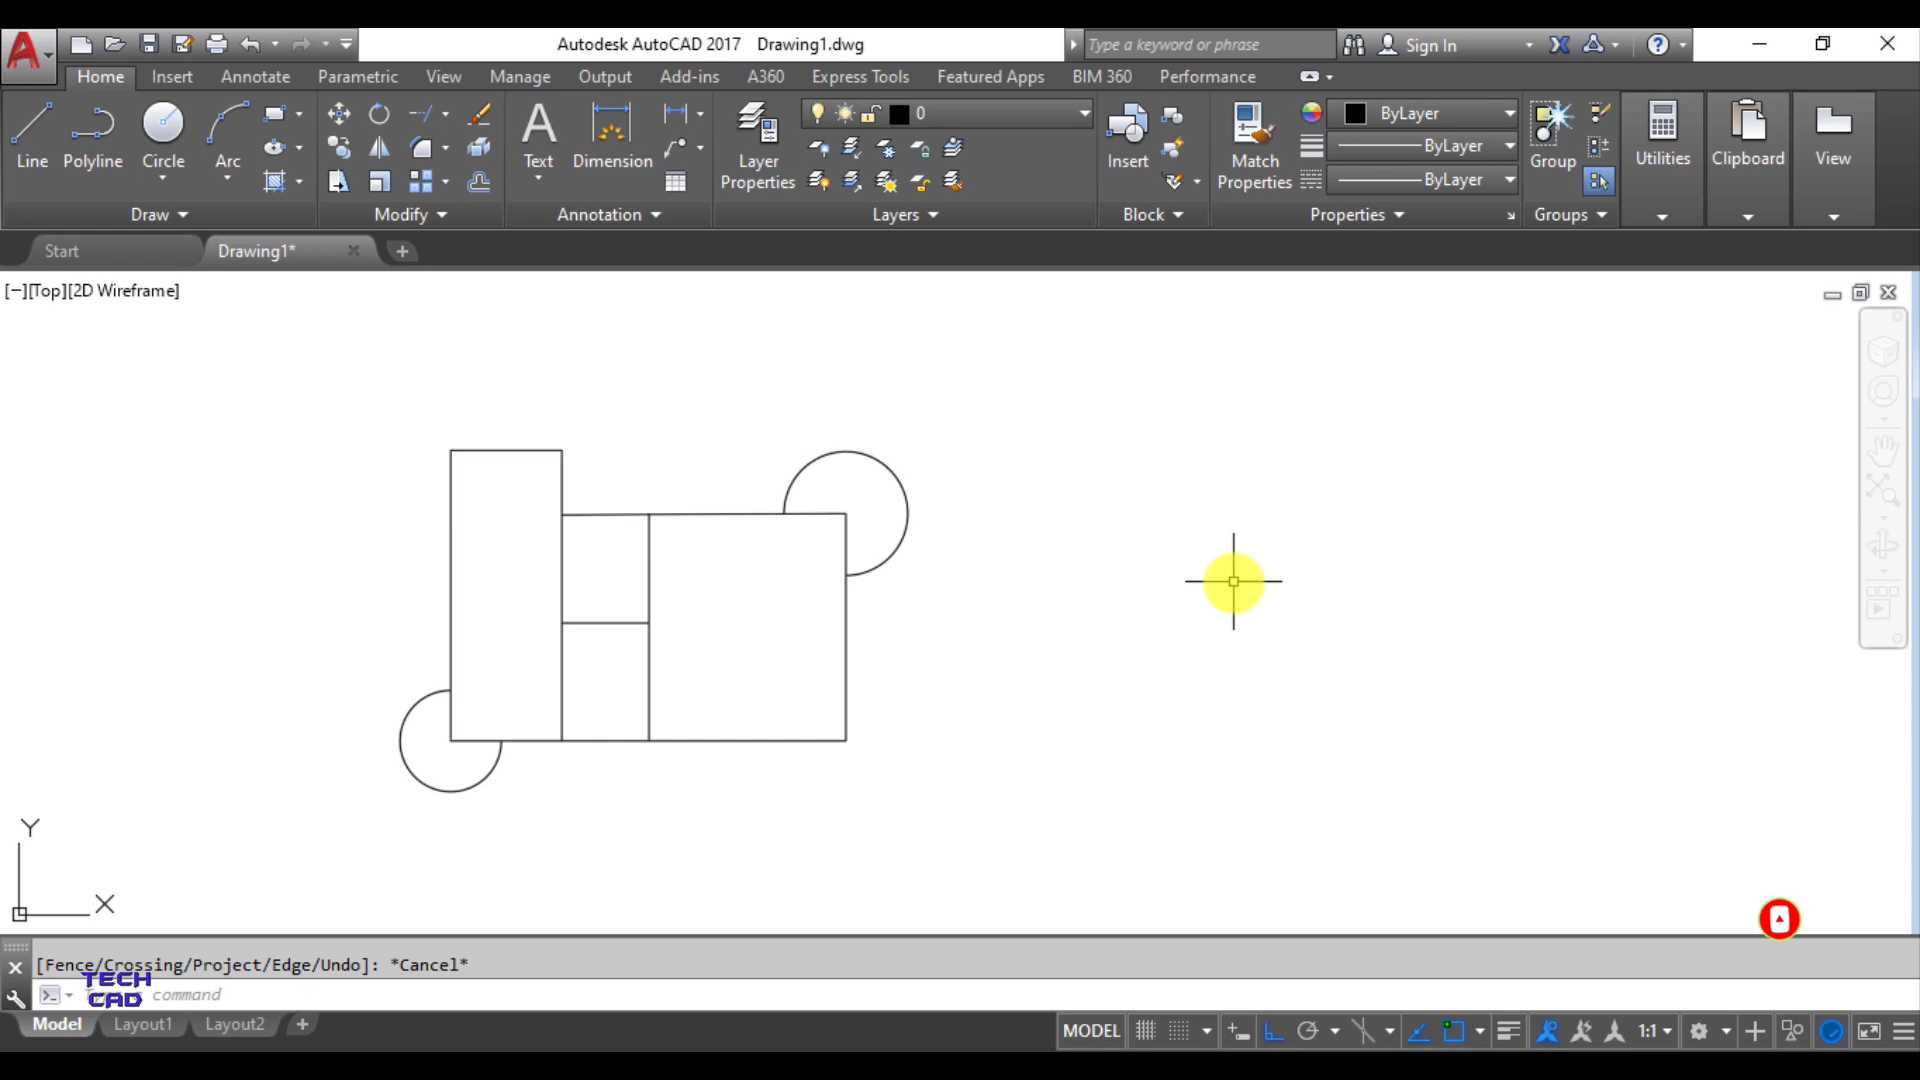 Autodesk AutoCAD 2017 Drawing1.dwg
Type a keyword or phrase
Sign In
Home Insert Annotate Parametric View Manage Output Add-ins A360 Express Tools Featured Apps BIM 360 Performance
0
ByLayer
ByLayer
ByLayer
Line Polyline Circle Arc
Text Dimension
Layer Properties
Insert
Match Properties
Group
Utilities Clipboard View
Draw Modify Annotation Layers Block Properties Groups
Start Drawing1*
[−][Top][2D Wireframe]
Y
X
[Fence/Crossing/Project/Edge/Undo]: *Cancel*
command
TECH
CAD
Model Layout1 Layout2
MODEL
1:1